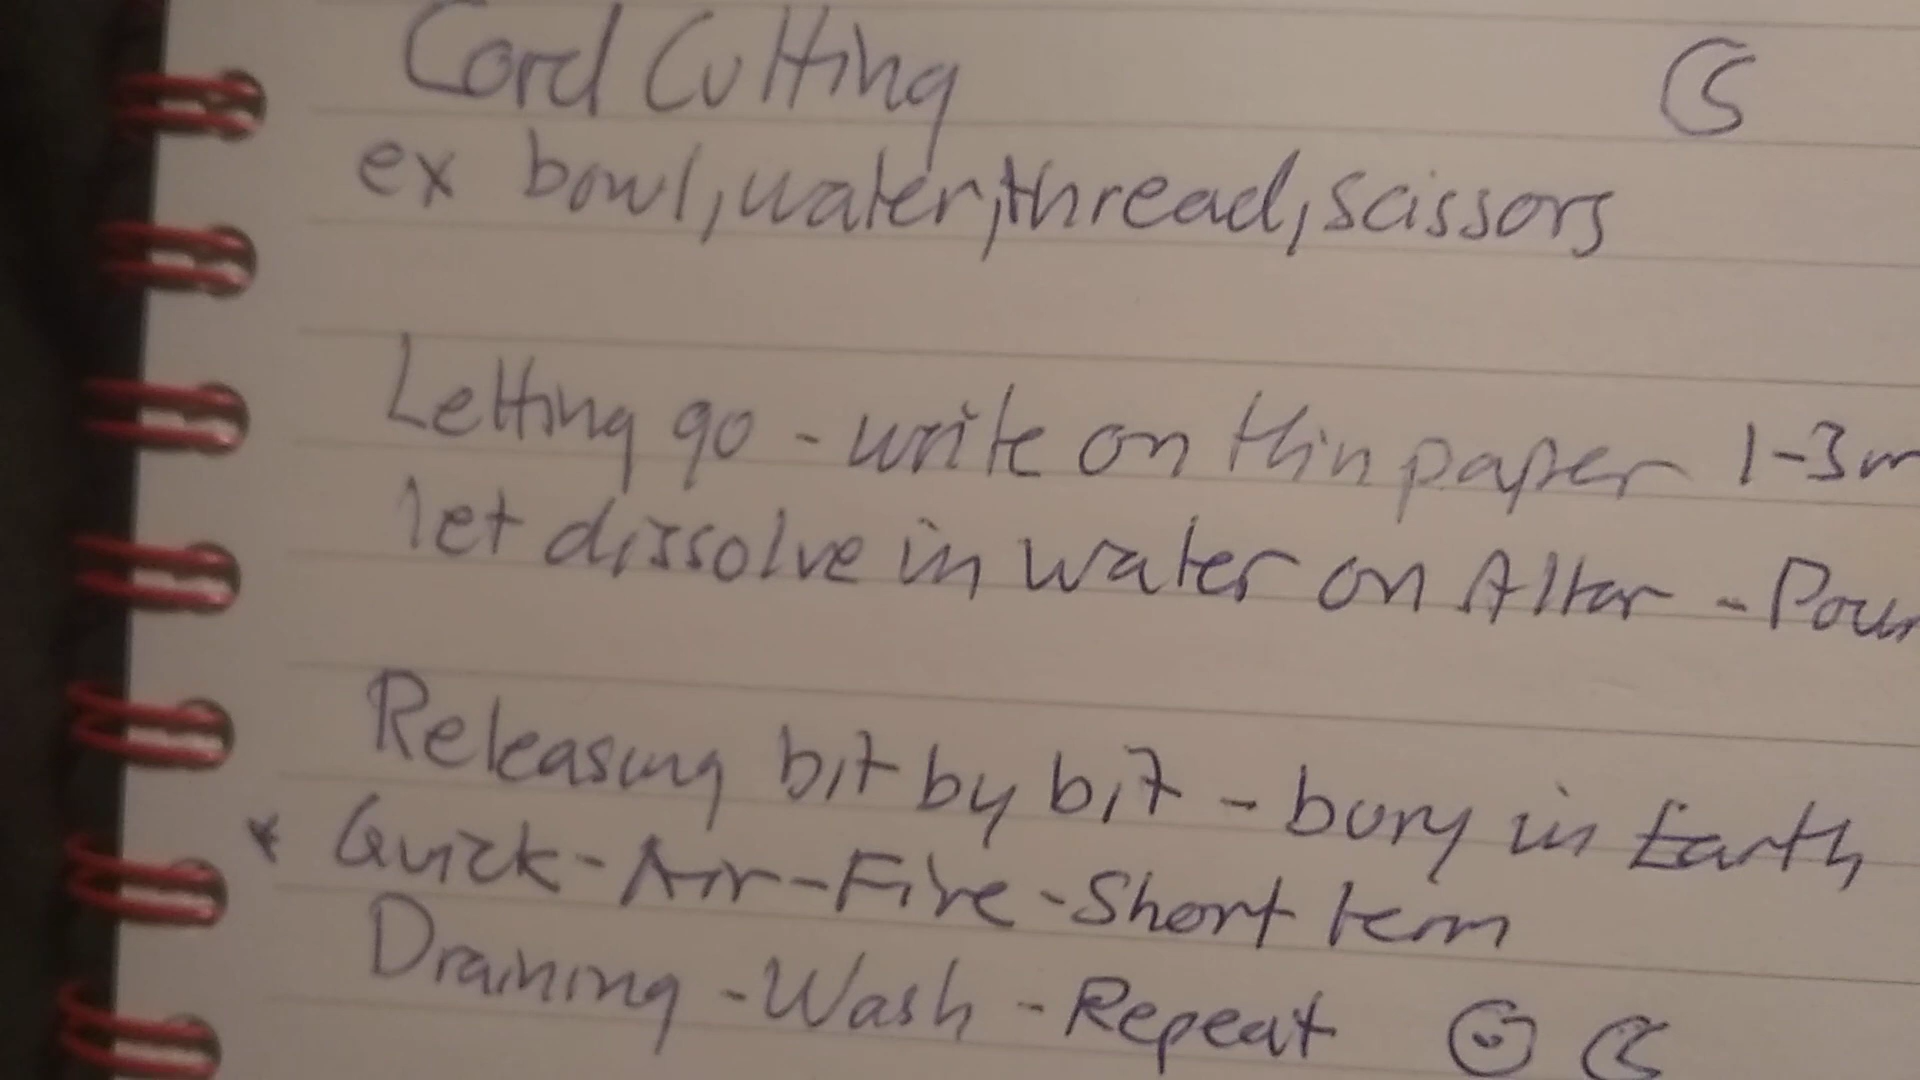 Cord Cutting
ex bowl, water, thread, scissors
Letting go - write on thin paper 1-3m
let dissolve in water on Altar - Pour
Releasing bit by bit - bury in Earth
* Quick - Air - Fire - Short term
Draining - Wash - Repeat ☉ ☾